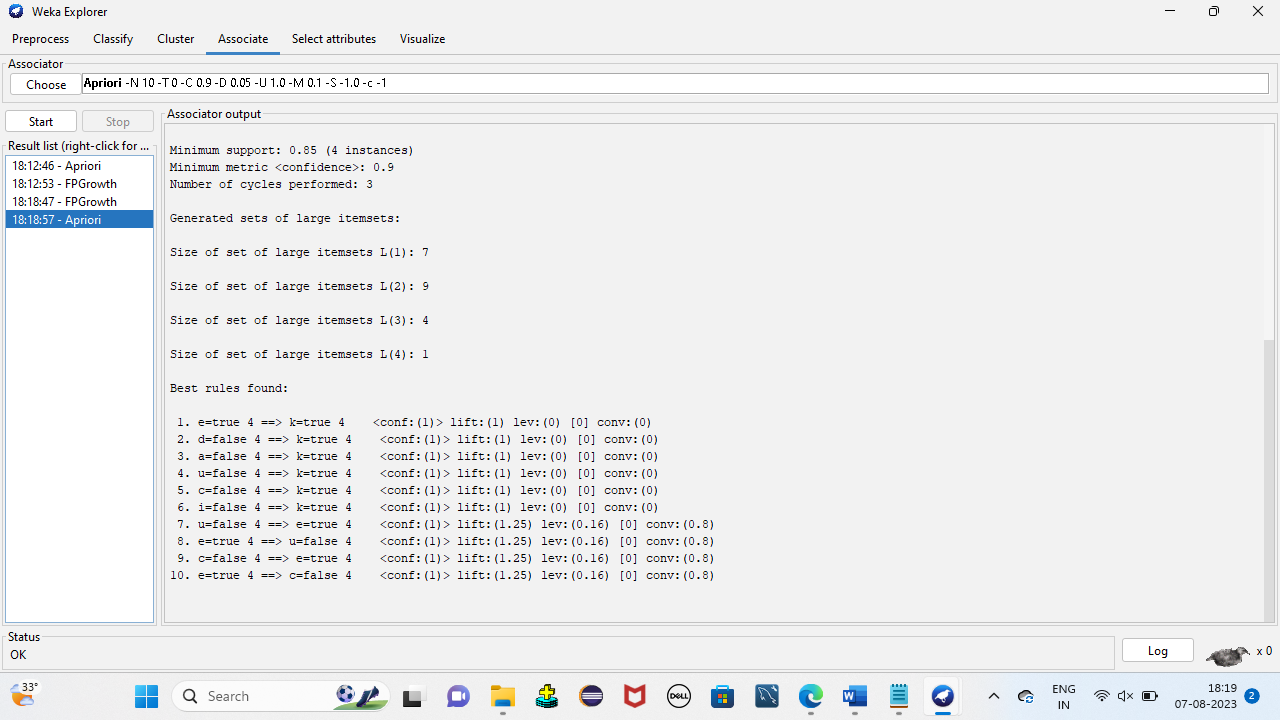 Weka Explorer
Preprocess Classify Cluster Associate Select attributes Visualize
Associator
Choose Apriori -N 10 -T 0 -C 0.9 -D 0.05 -U 1.0 -M 0.1 -S -1.0 -c -1
Start Stop
Result list (right-click for ...
18:12:46 - Apriori
18:12:53 - FPGrowth
18:18:47 - FPGrowth
18:18:57 - Apriori
Associator output
Minimum support: 0.85 (4 instances)
Minimum metric <confidence>: 0.9
Number of cycles performed: 3
Generated sets of large itemsets:
Size of set of large itemsets L(1): 7
Size of set of large itemsets L(2): 9
Size of set of large itemsets L(3): 4
Size of set of large itemsets L(4): 1
Best rules found:
1. e=true 4 ==> k=true 4 <conf:(1)> lift:(1) lev:(0) [0] conv:(0)
2. d=false 4 ==> k=true 4 <conf:(1)> lift:(1) lev:(0) [0] conv:(0)
3. a=false 4 ==> k=true 4 <conf:(1)> lift:(1) lev:(0) [0] conv:(0)
4. u=false 4 ==> k=true 4 <conf:(1)> lift:(1) lev:(0) [0] conv:(0)
5. c=false 4 ==> k=true 4 <conf:(1)> lift:(1) lev:(0) [0] conv:(0)
6. i=false 4 ==> k=true 4 <conf:(1)> lift:(1) lev:(0) [0] conv:(0)
7. u=false 4 ==> e=true 4 <conf:(1)> lift:(1.25) lev:(0.16) [0] conv:(0.8)
8. e=true 4 ==> u=false 4 <conf:(1)> lift:(1.25) lev:(0.16) [0] conv:(0.8)
9. c=false 4 ==> e=true 4 <conf:(1)> lift:(1.25) lev:(0.16) [0] conv:(0.8)
10. e=true 4 ==> c=false 4 <conf:(1)> lift:(1.25) lev:(0.16) [0] conv:(0.8)
Status
OK
Log x 0
33°
Search
DELL
W
ENG
IN
18:19
07-08-2023
2